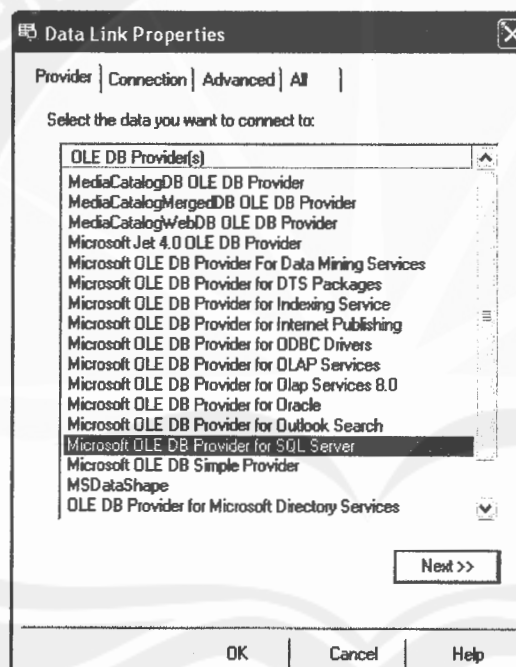 Data Link Properties
Provider Connection Advanced All
Select the data you want to connect to:
OLE DB Provider(s)
MediaCatalogDB OLE DB Provider
MediaCatalogMergedDB OLE DB Provider
MediaCatalogWebDB OLE DB Provider
Microsoft Jet 4.0 OLE DB Provider
Microsoft OLE DB Provider For Data Mining Services
Microsoft OLE DB Provider for DTS Packages
Microsoft OLE DB Provider for Indexing Service
Microsoft OLE DB Provider for Internet Publishing
Microsoft OLE DB Provider for ODBC Drivers
Microsoft OLE DB Provider for OLAP Services
Microsoft OLE DB Provider for Olap Services 8.0
Microsoft OLE DB Provider for Oracle
Microsoft OLE DB Provider for Outlook Search
Microsoft OLE DB Provider for SQL Server
Microsoft OLE DB Simple Provider
MSDataShape
OLE DB Provider for Microsoft Directory Services
Next >>
OK Cancel Help